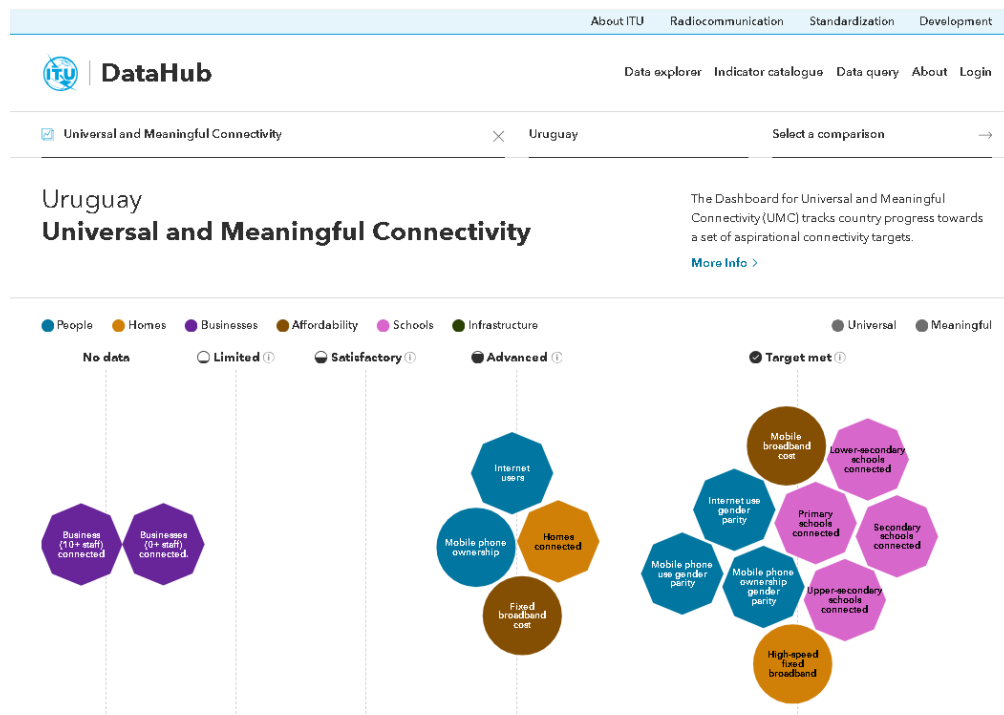 About ITU Radiocommunication Standardization Development
ITU DataHub
Data explorer Indicator catalogue Data query About Login
Universal and Meaningful Connectivity
Uruguay
Select a comparison
Uruguay
Universal and Meaningful Connectivity
The Dashboard for Universal and Meaningful
Connectivity (UMC) tracks country progress towards
a set of aspirational connectivity targets.
More Info
People Homes Businesses Affordability Schools Infrastructure
Universal Meaningful
No data Limited Satisfactory Advanced Target met
Business
(10+ staff)
connected
Businesses
(0+ staff)
connected.
Internet
users
Mobile phone
ownership
Homes
connected
Fixed
broadband
cost
Mobile
broadband
cost
Lower-secondary
schools
connected
Internet use
gender
parity
Primary
schools
connected
Secondary
schools
connected
Mobile phone
use gender
parity
Mobile phone
ownership
gender
parity
Upper-secondary
schools
connected
High-speed
fixed
broadband